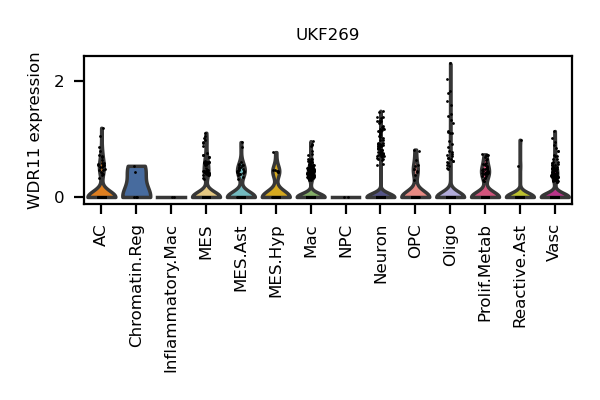 UKF269
WDR11 expression
2
0
AC
Chromatin.Reg
Inflammatory.Mac
MES
MES.Ast
MES.Hyp
Mac
NPC
Neuron
OPC
Oligo
Prolif.Metab
Reactive.Ast
Vasc